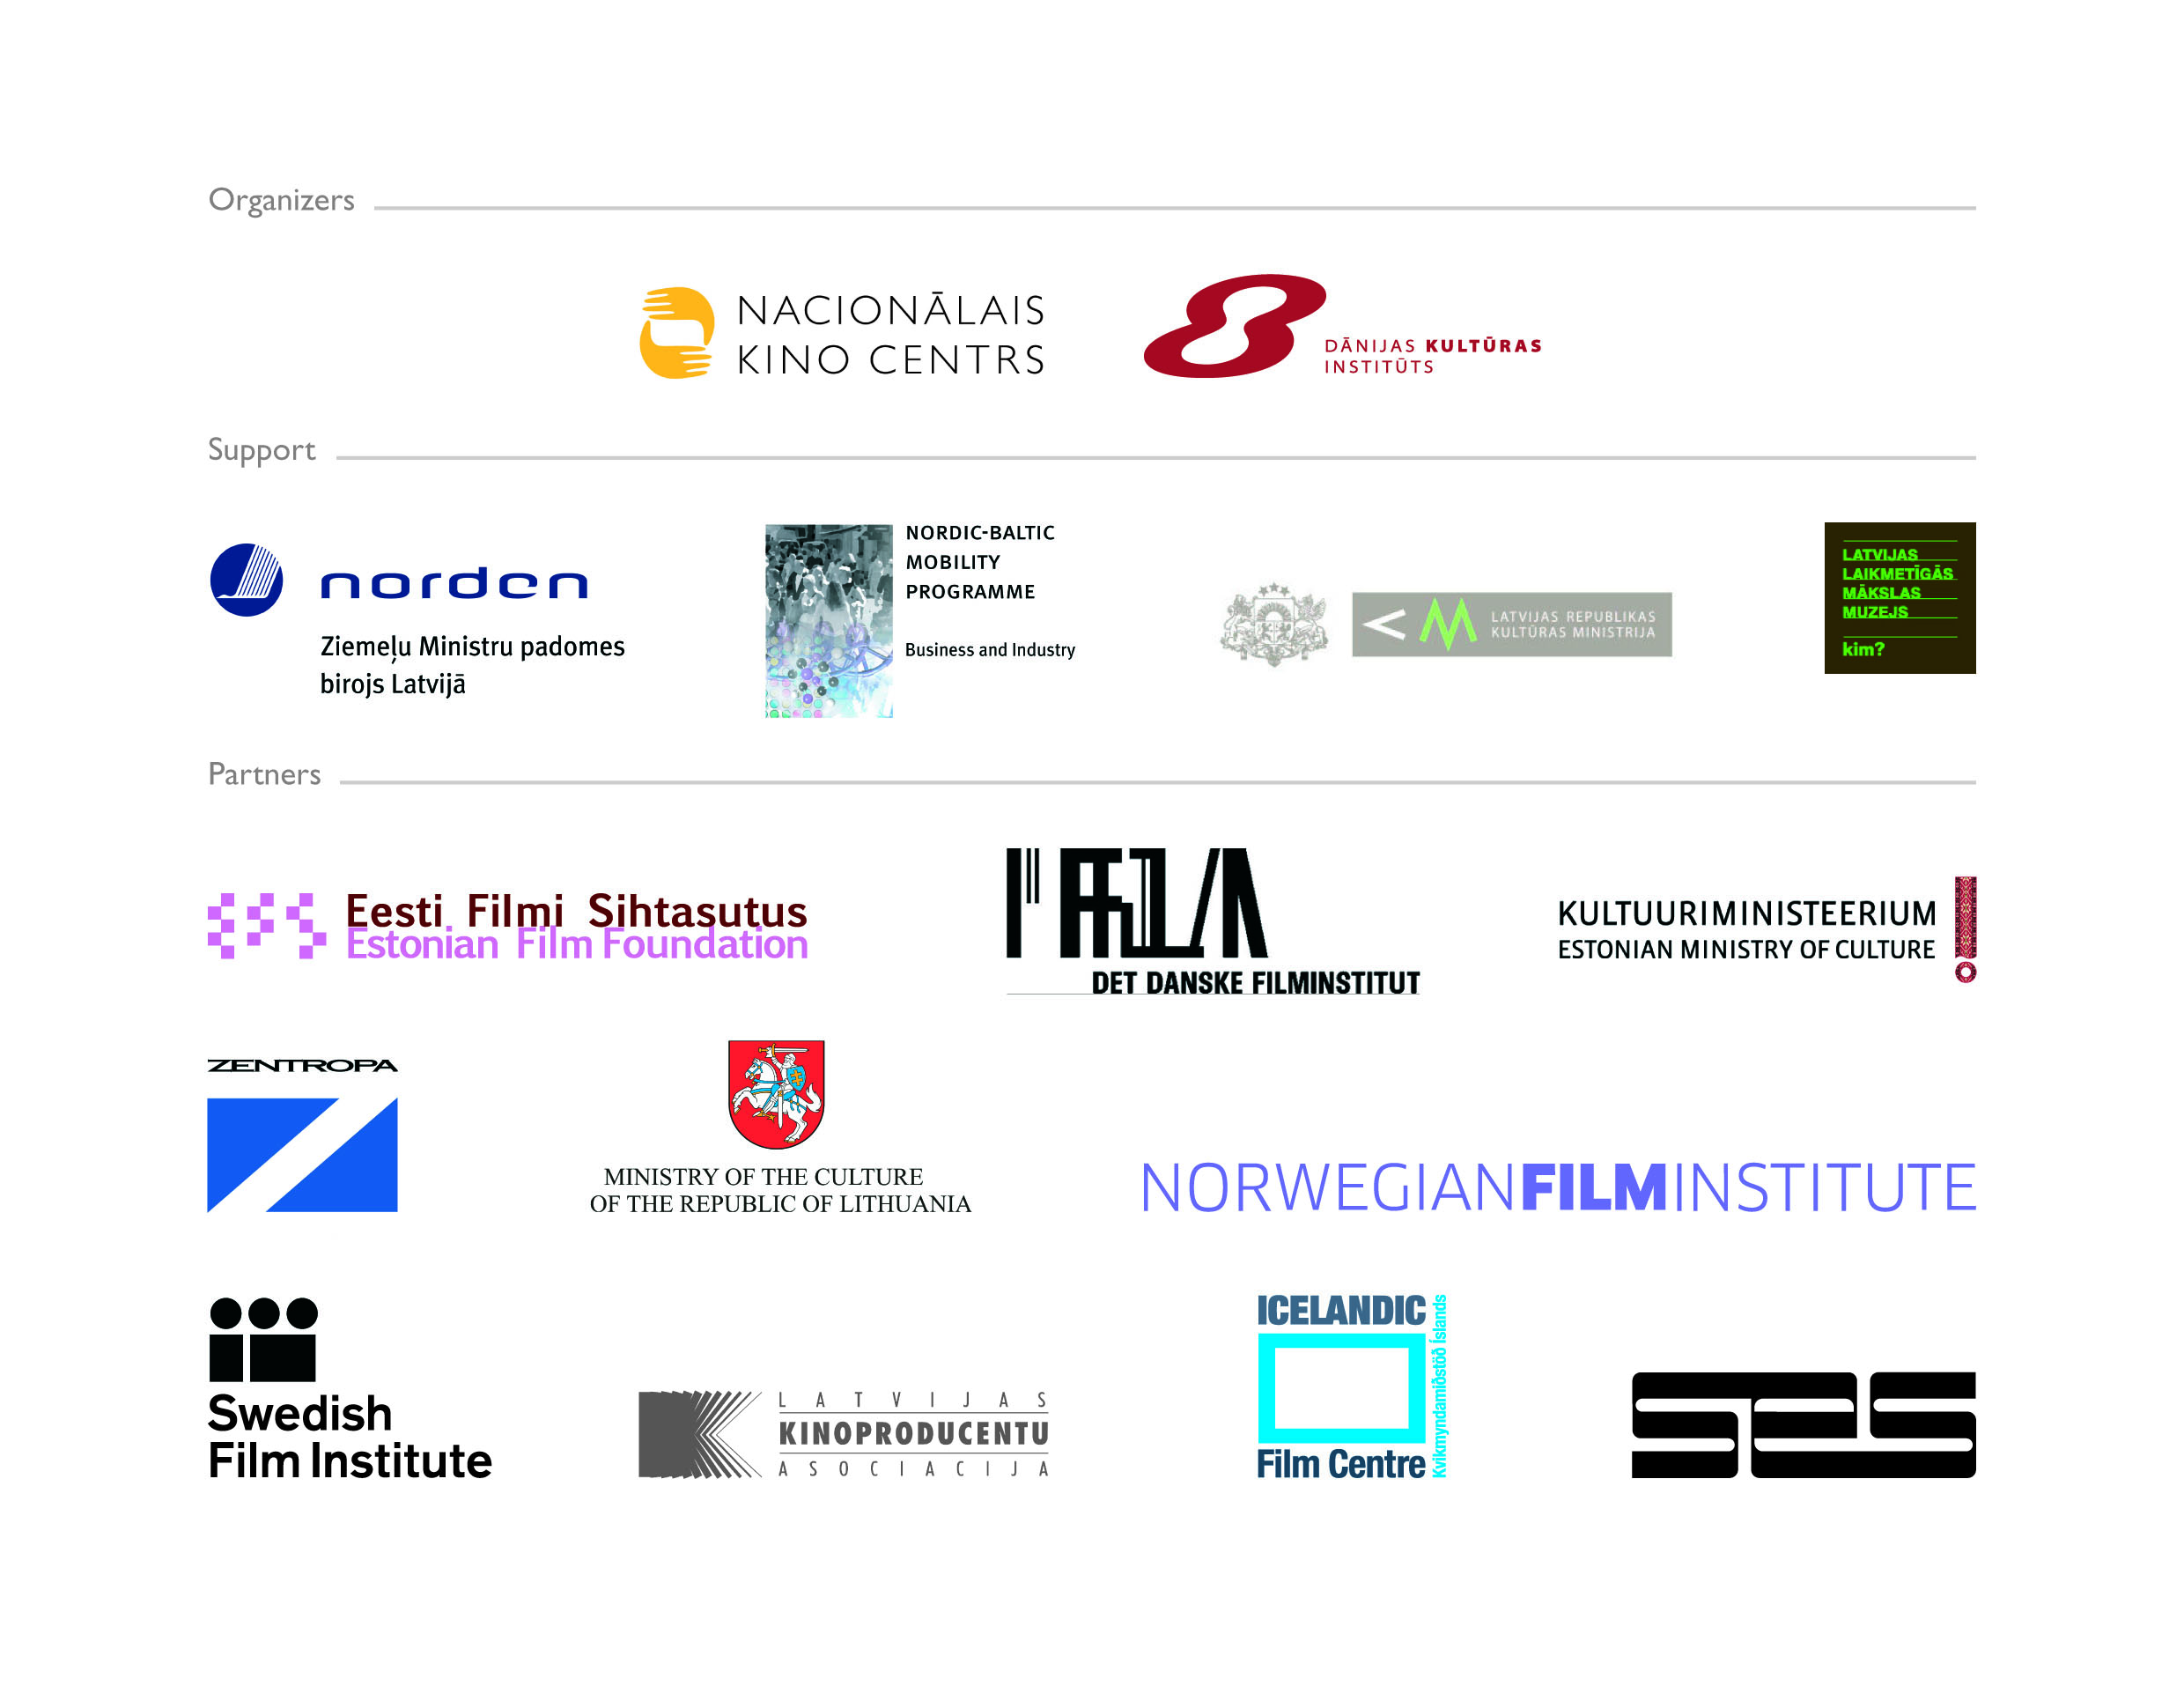 Organizers
NACIONĀLAIS
KINO CENTRS
DĀNIJAS KULTŪRAS
INSTITŪTS
Support
norden
Ziemeļu Ministru padomes
birojs Latvijā
NORDIC-BALTIC
MOBILITY
PROGRAMME
Business and Industry
LATVIJAS REPUBLIKAS
KULTŪRAS MINISTRIJA
LATVIJAS
LAIKMETĪGĀS
MĀKSLAS
MUZEJS
kim?
Partners
Eesti Filmi Sihtasutus
Estonian Film Foundation
DET DANSKE FILMINSTITUT
KULTUURIMINISTEERIUM
ESTONIAN MINISTRY OF CULTURE
ZENTROPA
MINISTRY OF THE CULTURE
OF THE REPUBLIC OF LITHUANIA
NORWEGIANFILMINSTITUTE
Swedish
Film Institute
LATVIJAS
KINOPRODUCENTU
ASOCIACIJA
ICELANDIC
Film Centre
Kvikmyndamiðstöð Íslands
SES